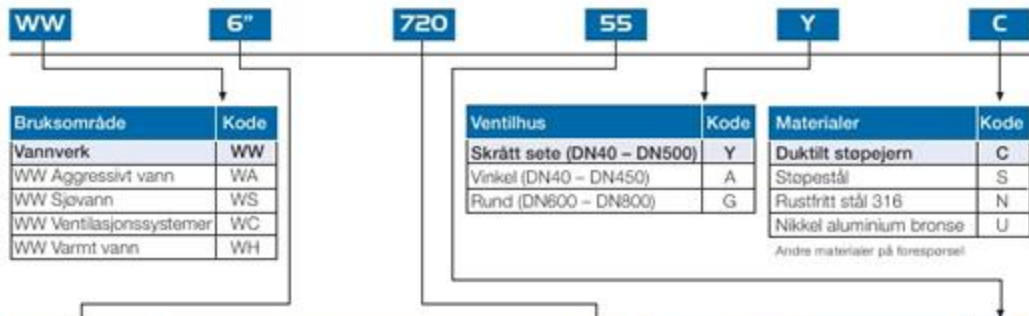 WW 6” 720 55 Y C
Bruksområde Kode
Vannverk WW
WW Aggressivt vann WA
WW Sjøvann WS
WW Ventilasjonssystemer WC
WW Varmt vann WH
Ventilhus Kode
Skrått sete (DN40 – DN500) Y
Vinkel (DN40 – DN450) A
Rund (DN600 – DN800) G
Materialer Kode
Duktilt støpejern C
Støpestål S
Rustfritt stål 316 N
Nikkel aluminium bronse U
Andre materialer på forespørsel